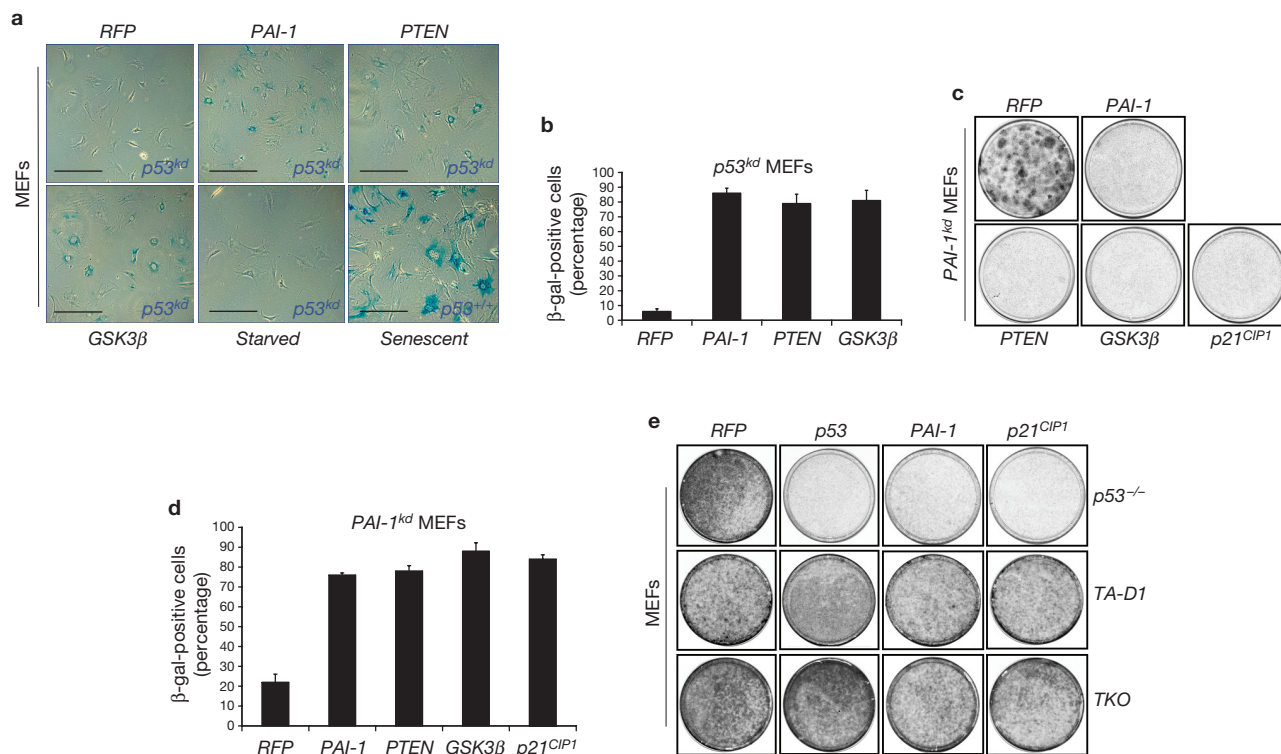 a
RFP PAI-1 PTEN
MEFs
p53kd p53kd p53kd
p53kd p53kd p53+/+
GSK3β Starved Senescent
b
p53kd MEFs
β-gal-positive cells
(percentage)
100
90
80
70
60
50
40
30
20
10
0
RFP PAI-1 PTEN GSK3β
c
RFP PAI-1
PAI-1kd MEFs
PTEN GSK3β p21CIP1
d
PAI-1kd MEFs
β-gal-positive cells
(percentage)
100
90
80
70
60
50
40
30
20
10
0
RFP PAI-1 PTEN GSK3β p21CIP1
e
RFP p53 PAI-1 p21CIP1
MEFs
p53−/−
TA-D1
TKO